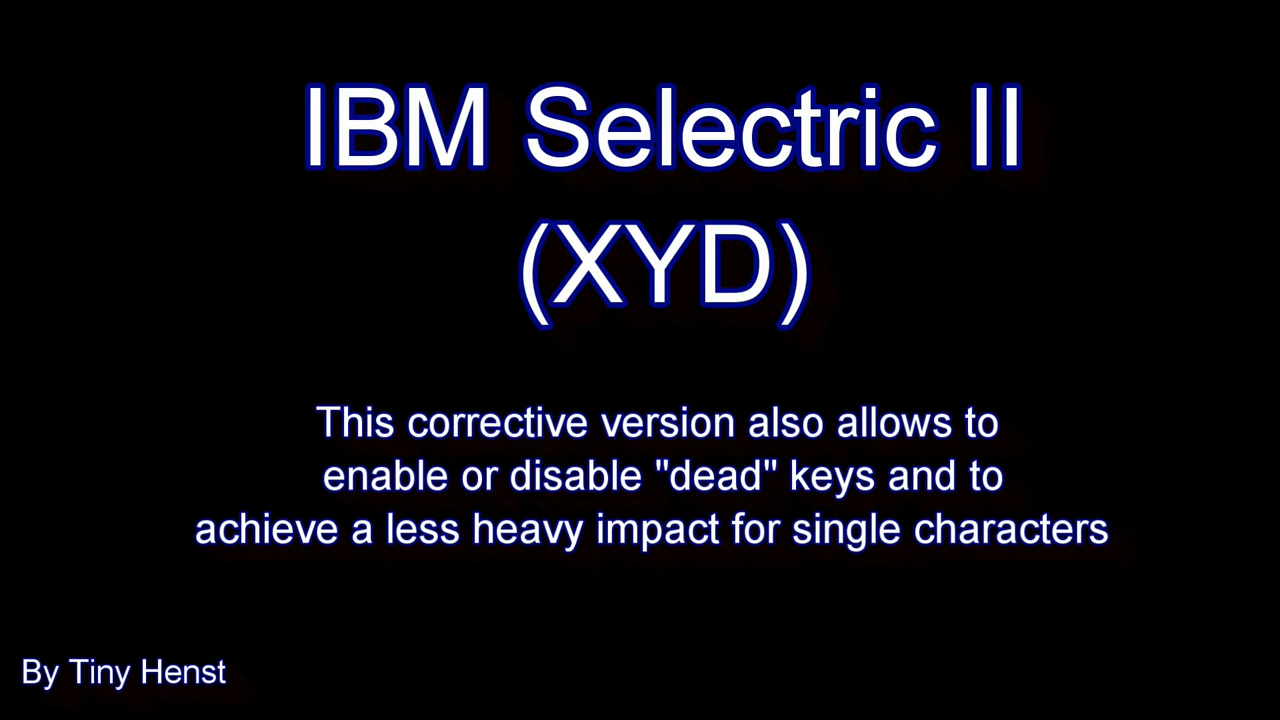 IBM Selectric II
(XYD)
This corrective version also allows to
enable or disable "dead" keys and to
achieve a less heavy impact for single characters
By Tiny Henst